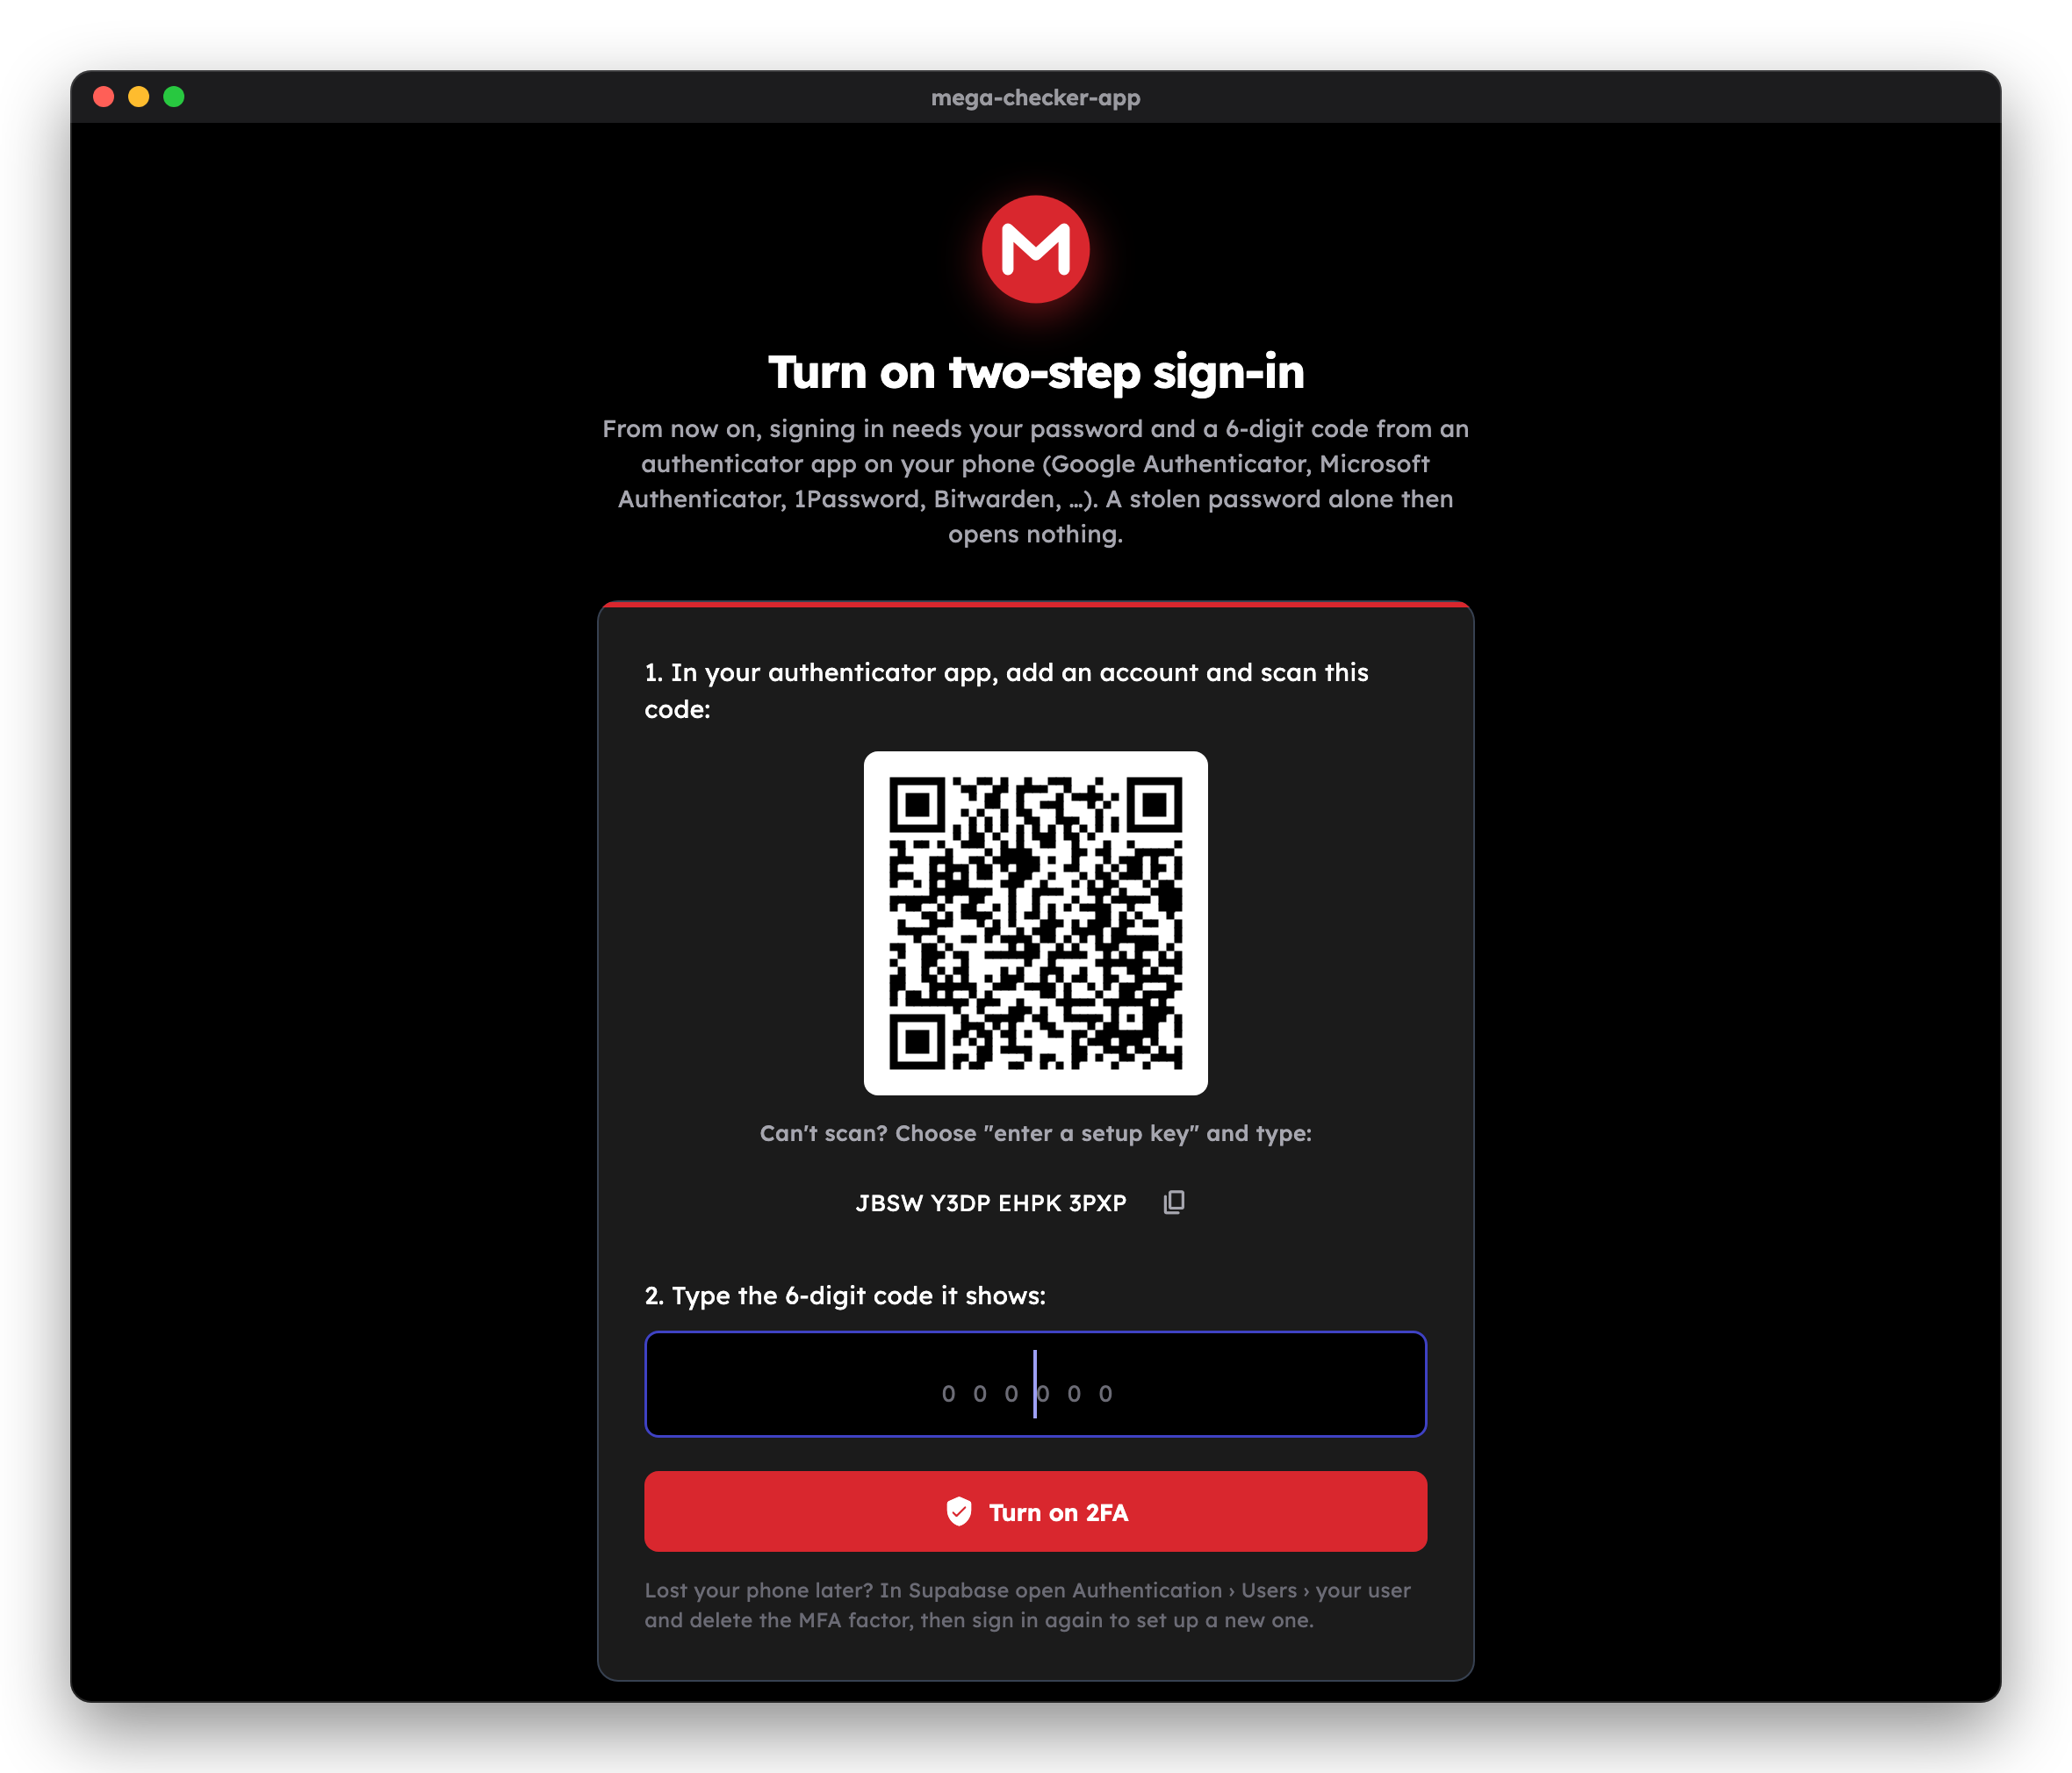 mega-checker-app
M
Turn on two-step sign-in
From now on, signing in needs your password and a 6-digit code from an
authenticator app on your phone (Google Authenticator, Microsoft
Authenticator, 1Password, Bitwarden, …). A stolen password alone then
opens nothing.
1. In your authenticator app, add an account and scan this
code:
Can't scan? Choose "enter a setup key" and type:
JBSW Y3DP EHPK 3PXP
2. Type the 6-digit code it shows:
0 0 0 0 0 0
Turn on 2FA
Lost your phone later? In Supabase open Authentication › Users › your user
and delete the MFA factor, then sign in again to set up a new one.